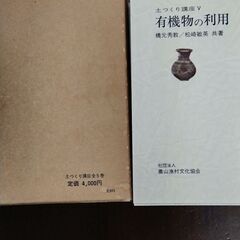 土つくり講座全5巻
定価 4,000円
土つくり講座Ⅴ
有機物の利用
橋元秀教/松崎敏英 共著
社団法人
農山漁村文化協会